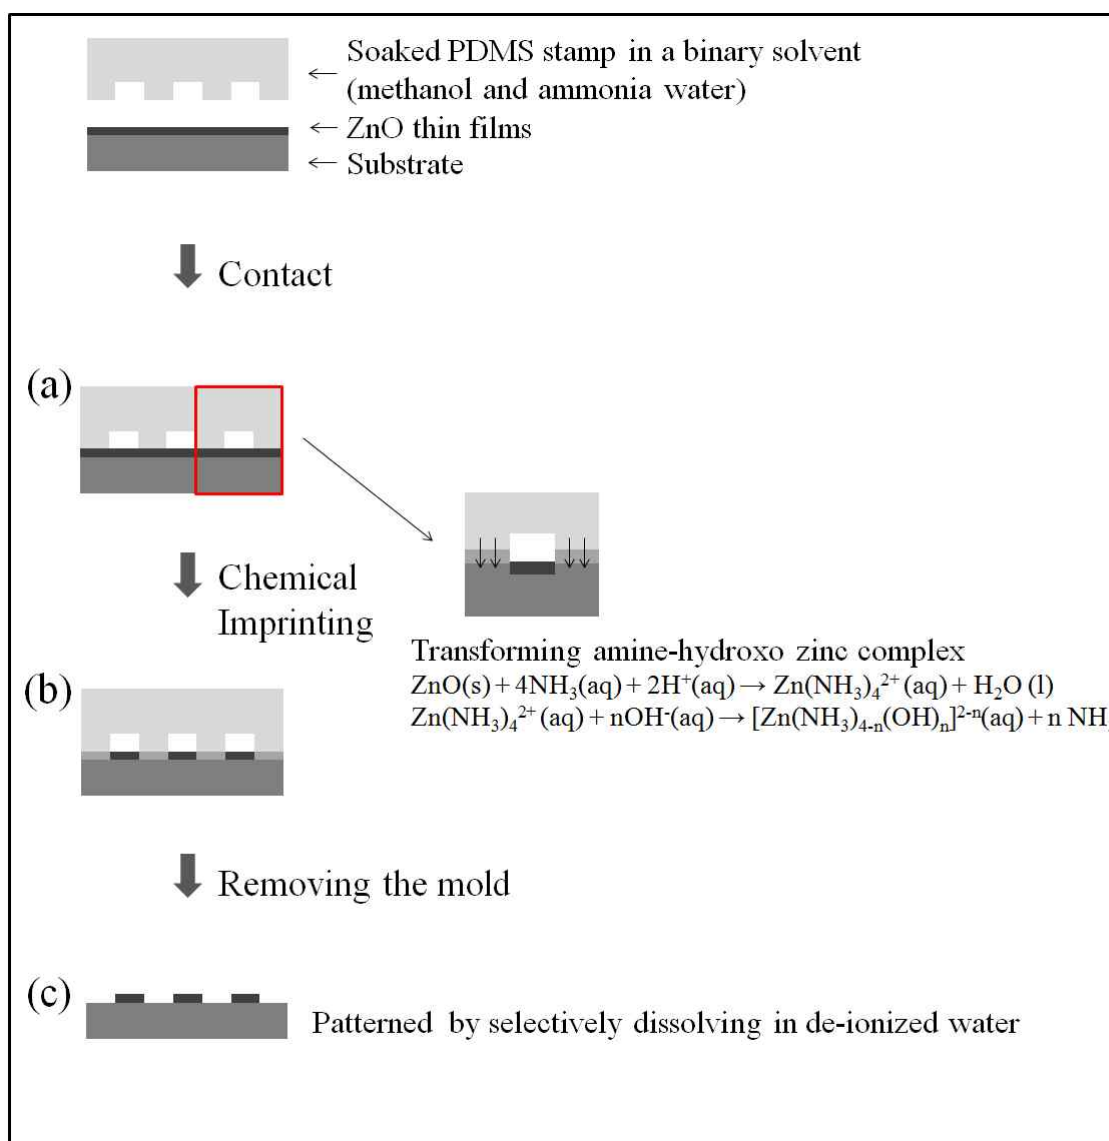 Soaked PDMS stamp in a binary solvent
(methanol and ammonia water)
ZnO thin films
Substrate
Contact
(a)
Chemical
Imprinting
Transforming amine-hydroxo zinc complex
ZnO(s) + 4NH₃(aq) + 2H⁺(aq) → Zn(NH₃)₄²⁺(aq) + H₂O (l)
Zn(NH₃)₄²⁺(aq) + nOH⁻(aq) → [Zn(NH₃)₄₋ₙ(OH)ₙ]²⁻ⁿ(aq) + n NH
(b)
Removing the mold
(c)
Patterned by selectively dissolving in de-ionized water